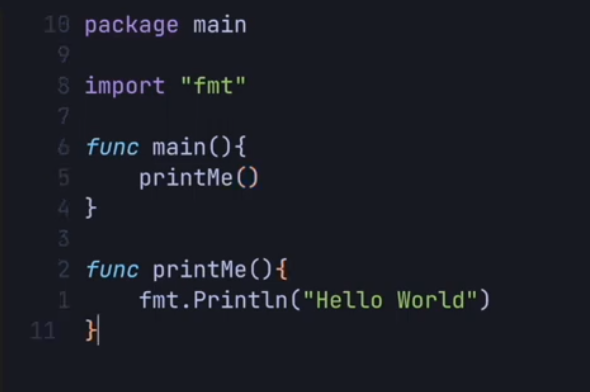 10 package main
9
8 import "fmt"
7
6 func main(){
5     printMe()
4 }
3
2 func printMe(){
1     fmt.Println("Hello World")
11 }